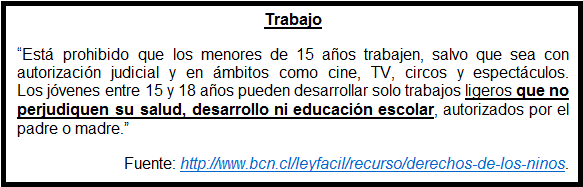 Trabajo
“Está prohibido que los menores de 15 años trabajen, salvo que sea con
autorización judicial y en ámbitos como cine, TV, circos y espectáculos.
Los jóvenes entre 15 y 18 años pueden desarrollar solo trabajos ligeros que no
perjudiquen su salud, desarrollo ni educación escolar, autorizados por el
padre o madre.”
Fuente: http://www.bcn.cl/leyfacil/recurso/derechos-de-los-ninos.